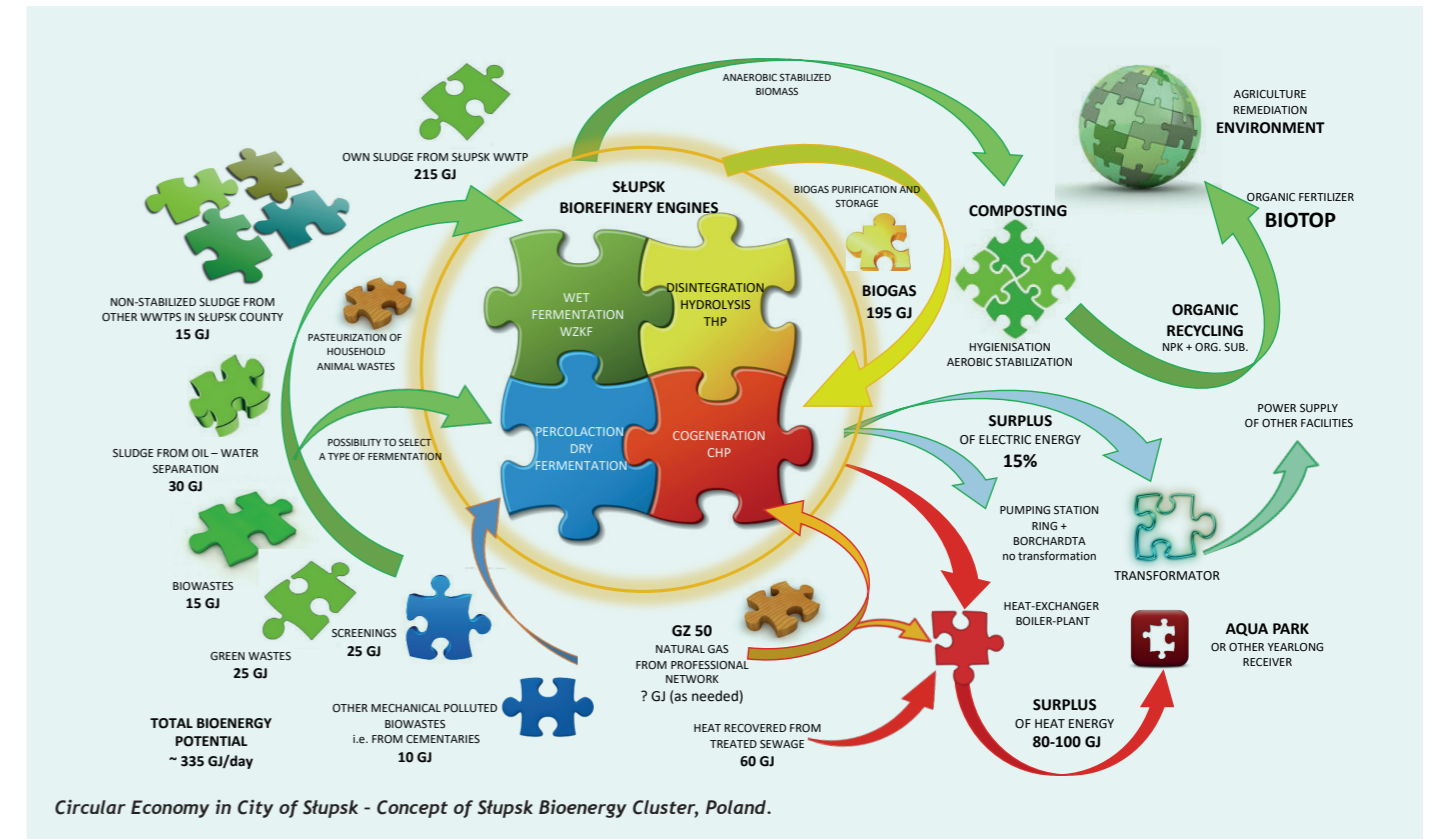 ANAEROBIC STABILIZED
BIOMASS
AGRICULTURE
REMEDIATION
ENVIRONMENT
OWN SLUDGE FROM SŁUPSK WWTP
215 GJ
SŁUPSK
BIOREFINERY ENGINES
BIOGAS PURIFICATION AND
STORAGE
COMPOSTING
ORGANIC FERTILIZER
BIOTOP
NON-STABILIZED SLUDGE FROM
OTHER WWTPS IN SŁUPSK COUNTY
15 GJ
PASTEURIZATION OF
HOUSEHOLD
ANIMAL WASTES
WET
FERMENTATION
WZKF
DISINTEGRATION
HYDROLYSIS
THP
BIOGAS
195 GJ
HYGIENISATION
AEROBIC STABILIZATION
ORGANIC
RECYCLING
NPK + ORG. SUB.
SLUDGE FROM OIL – WATER
SEPARATION
30 GJ
POSSIBILITY TO SELECT
A TYPE OF FERMENTATION
PERCOLACTION
DRY
FERMENTATION
COGENERATION
CHP
SURPLUS
OF ELECTRIC ENERGY
15%
POWER SUPPLY
OF OTHER FACILITIES
PUMPING STATION
RING +
BORCHARDTA
no transformation
TRANSFORMATOR
BIOWASTES
15 GJ
GREEN WASTES
25 GJ
SCREENINGS
25 GJ
OTHER MECHANICAL POLLUTED
BIOWASTES
i.e. FROM CEMENTARIES
10 GJ
GZ 50
NATURAL GAS
FROM PROFESSIONAL
NETWORK
? GJ (as needed)
HEAT-EXCHANGER
BOILER-PLANT
AQUA PARK
OR OTHER YEARLONG
RECEIVER
HEAT RECOVERED FROM
TREATED SEWAGE
60 GJ
SURPLUS
OF HEAT ENERGY
80-100 GJ
TOTAL BIOENERGY
POTENTIAL
~ 335 GJ/day
Circular Economy in City of Słupsk - Concept of Słupsk Bioenergy Cluster, Poland.